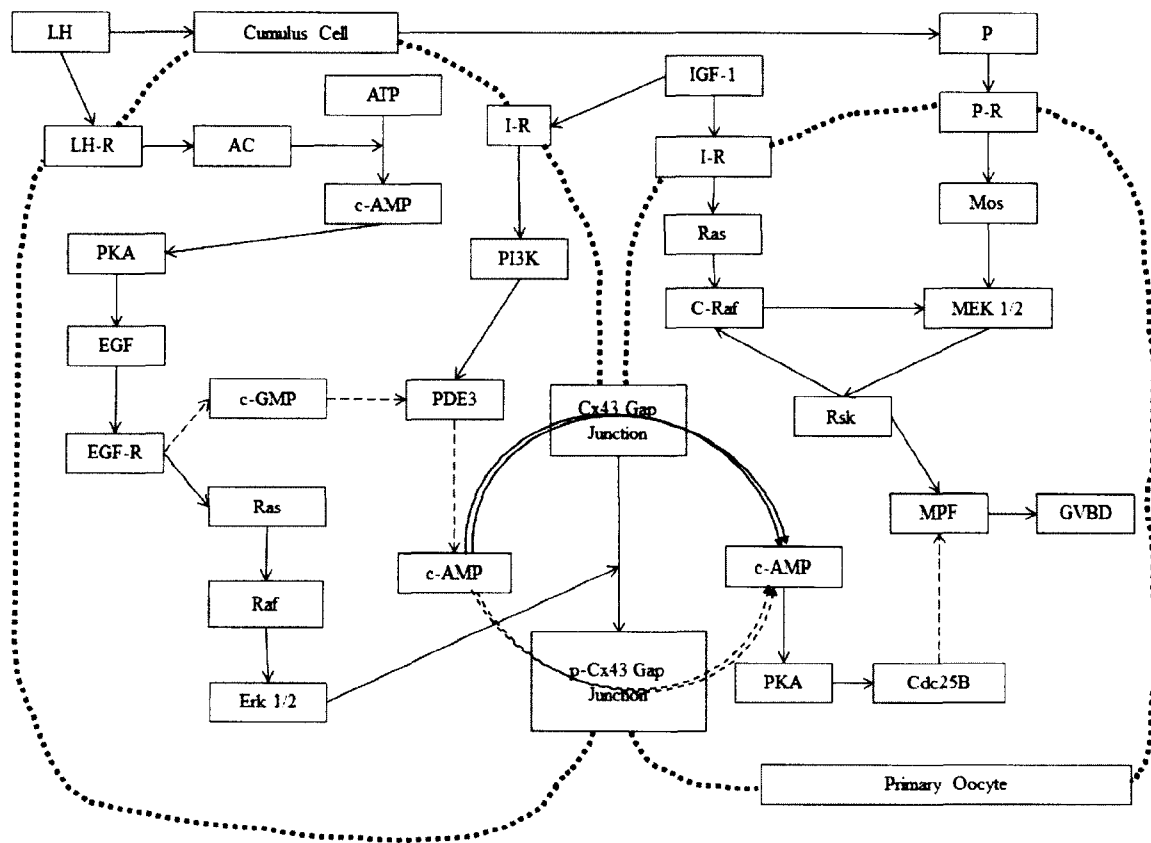 LH
Cumulus Cell
P
ATP
IGF-1
I-R
P-R
LH-R
AC
I-R
c-AMP
Mos
Ras
PKA
PI3K
C-Raf
MEK 1/2
EGF
c-GMP
PDE3
Cx43 Gap
Junction
Rsk
EGF-R
Ras
MPF
GVBD
c-AMP
c-AMP
Raf
p-Cx43 Gap
Junction
PKA
Cdc25B
Erk 1/2
Primary Oocyte